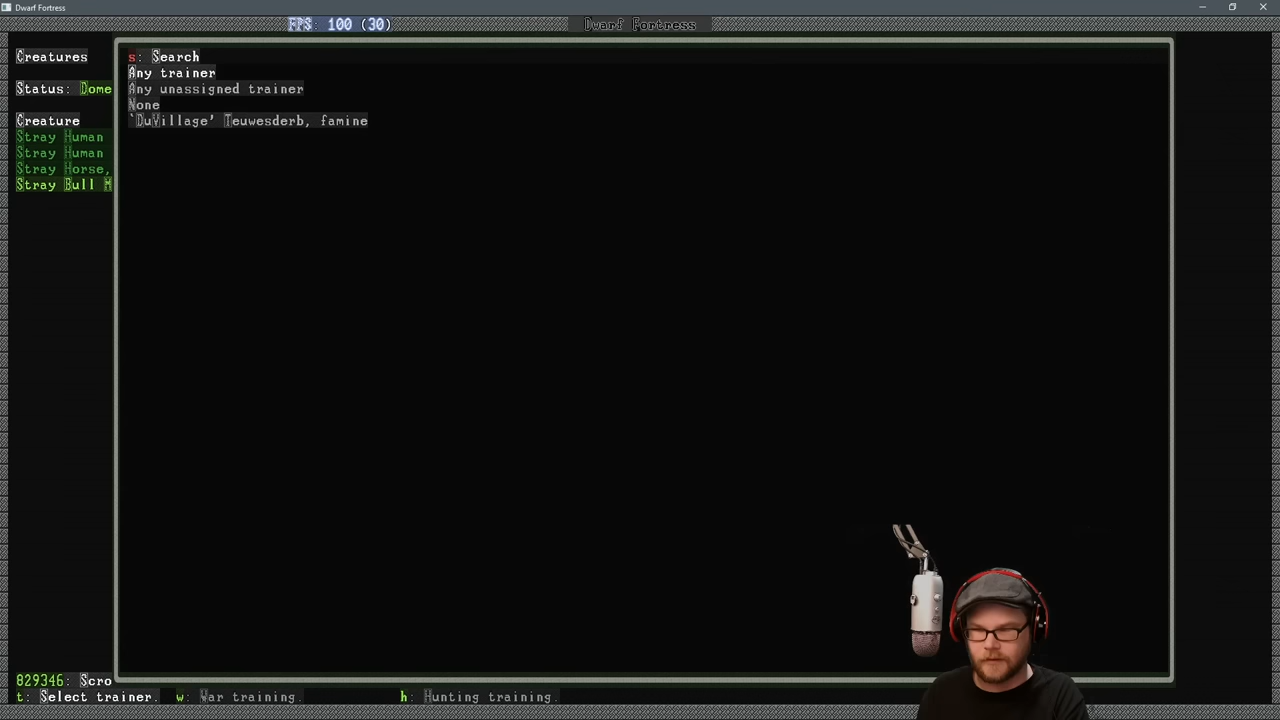 Dwarf Fortress
FPS: 100 (30)
Dwarf Fortress
Creatures
s: Search
Any trainer
Status: Dome
Any unassigned trainer
None
Creature
`DuVillage' Teuwesderb, famine
Stray Human
Stray Human
Stray Horse,
Stray Bull M
829346: Scro
t: Select trainer. w: War training. h: Hunting training.